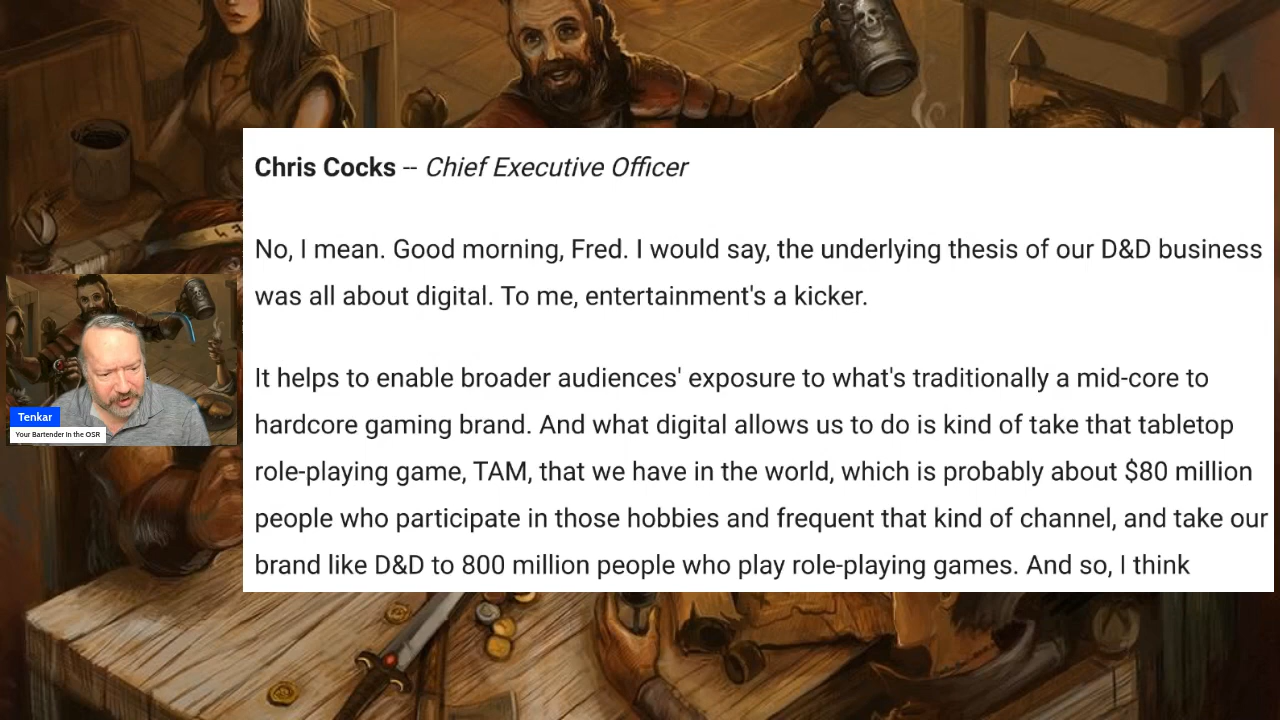 Chris Cocks -- Chief Executive Officer
No, I mean. Good morning, Fred. I would say, the underlying thesis of our D&D business
was all about digital. To me, entertainment's a kicker.
It helps to enable broader audiences' exposure to what's traditionally a mid-core to
hardcore gaming brand. And what digital allows us to do is kind of take that tabletop
role-playing game, TAM, that we have in the world, which is probably about $80 million
people who participate in those hobbies and frequent that kind of channel, and take our
brand like D&D to 800 million people who play role-playing games. And so, I think
Tenkar
Your Bartender in the OSR